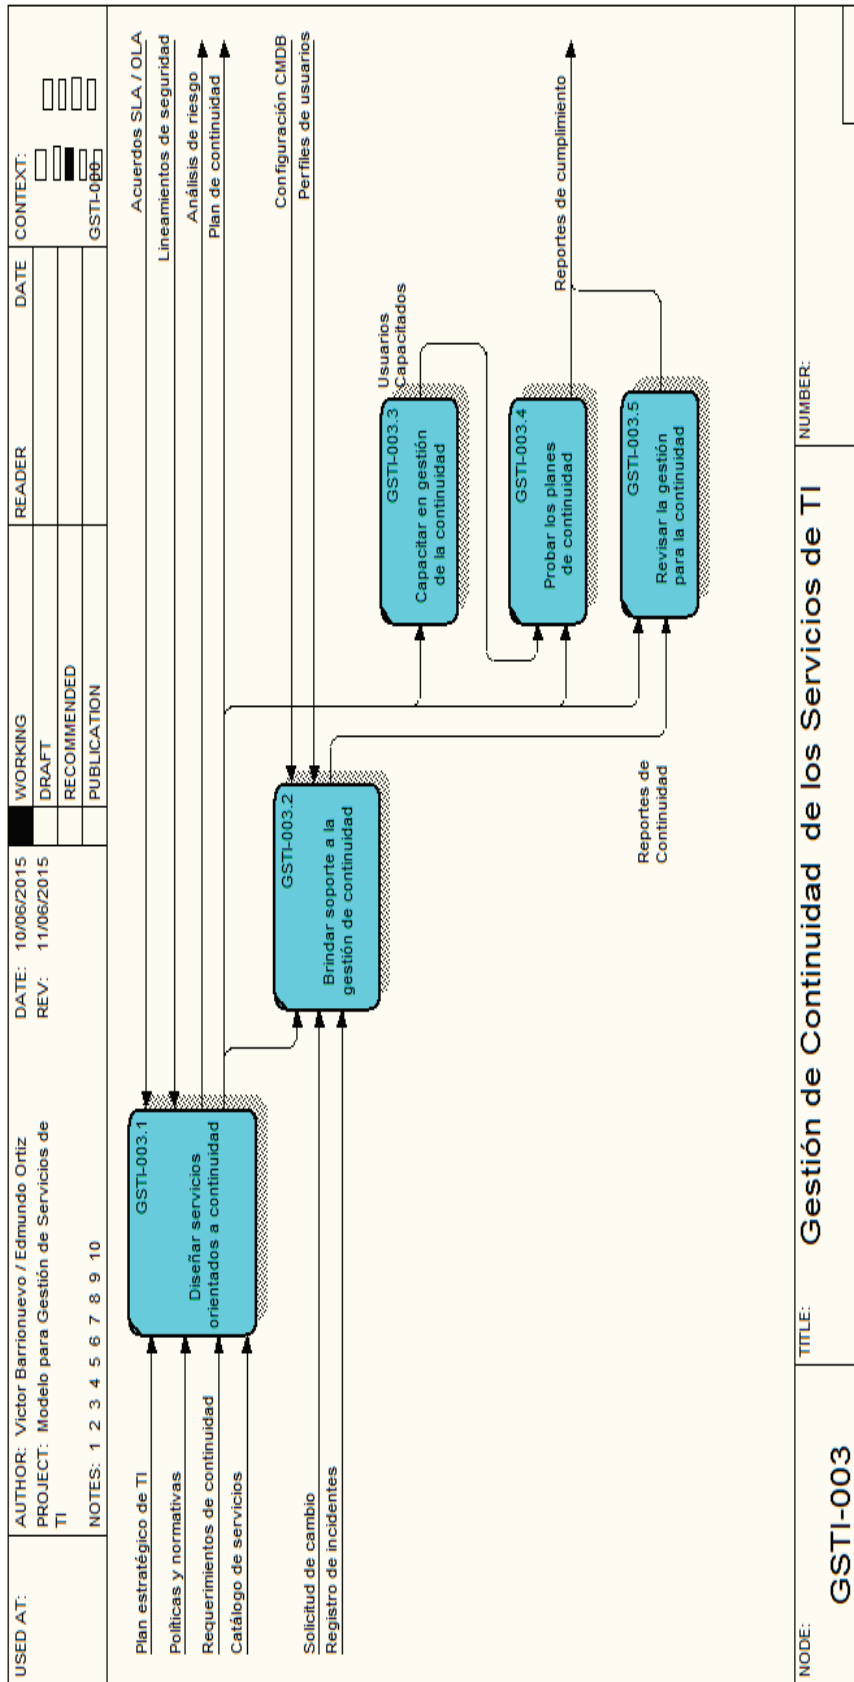 USED AT:
AUTHOR: Victor Barrionuevo / Edmundo Ortiz
DATE: 10/06/2015
PROJECT: Modelo para Gestión de Servicios de
TI
REV: 11/06/2015
NOTES: 1 2 3 4 5 6 7 8 9 10
WORKING
DRAFT
RECOMMENDED
PUBLICATION
READER
DATE
CONTEXT:
GSTI-000
Plan estratégico de TI
Políticas y normativas
Requerimientos de continuidad
Catálogo de servicios
GSTI-003.1
Diseñar servicios
orientados a continuidad
Acuerdos SLA / OLA
Lineamientos de seguridad
Análisis de riesgo
Plan de continuidad
Solicitud de cambio
Registro de incidentes
GSTI-003.2
Brindar soporte a la
gestión de continuidad
Configuración CMDB
Perfiles de usuarios
GSTI-003.3
Capacitar en gestión
de la continuidad
Usuarios
Capacitados
GSTI-003.4
Probar los planes
de continuidad
Reportes de cumplimiento
GSTI-003.5
Revisar la gestión
para la continuidad
Reportes de
Continuidad
NODE:
GSTI-003
TITLE:
Gestión de Continuidad de los Servicios de TI
NUMBER: